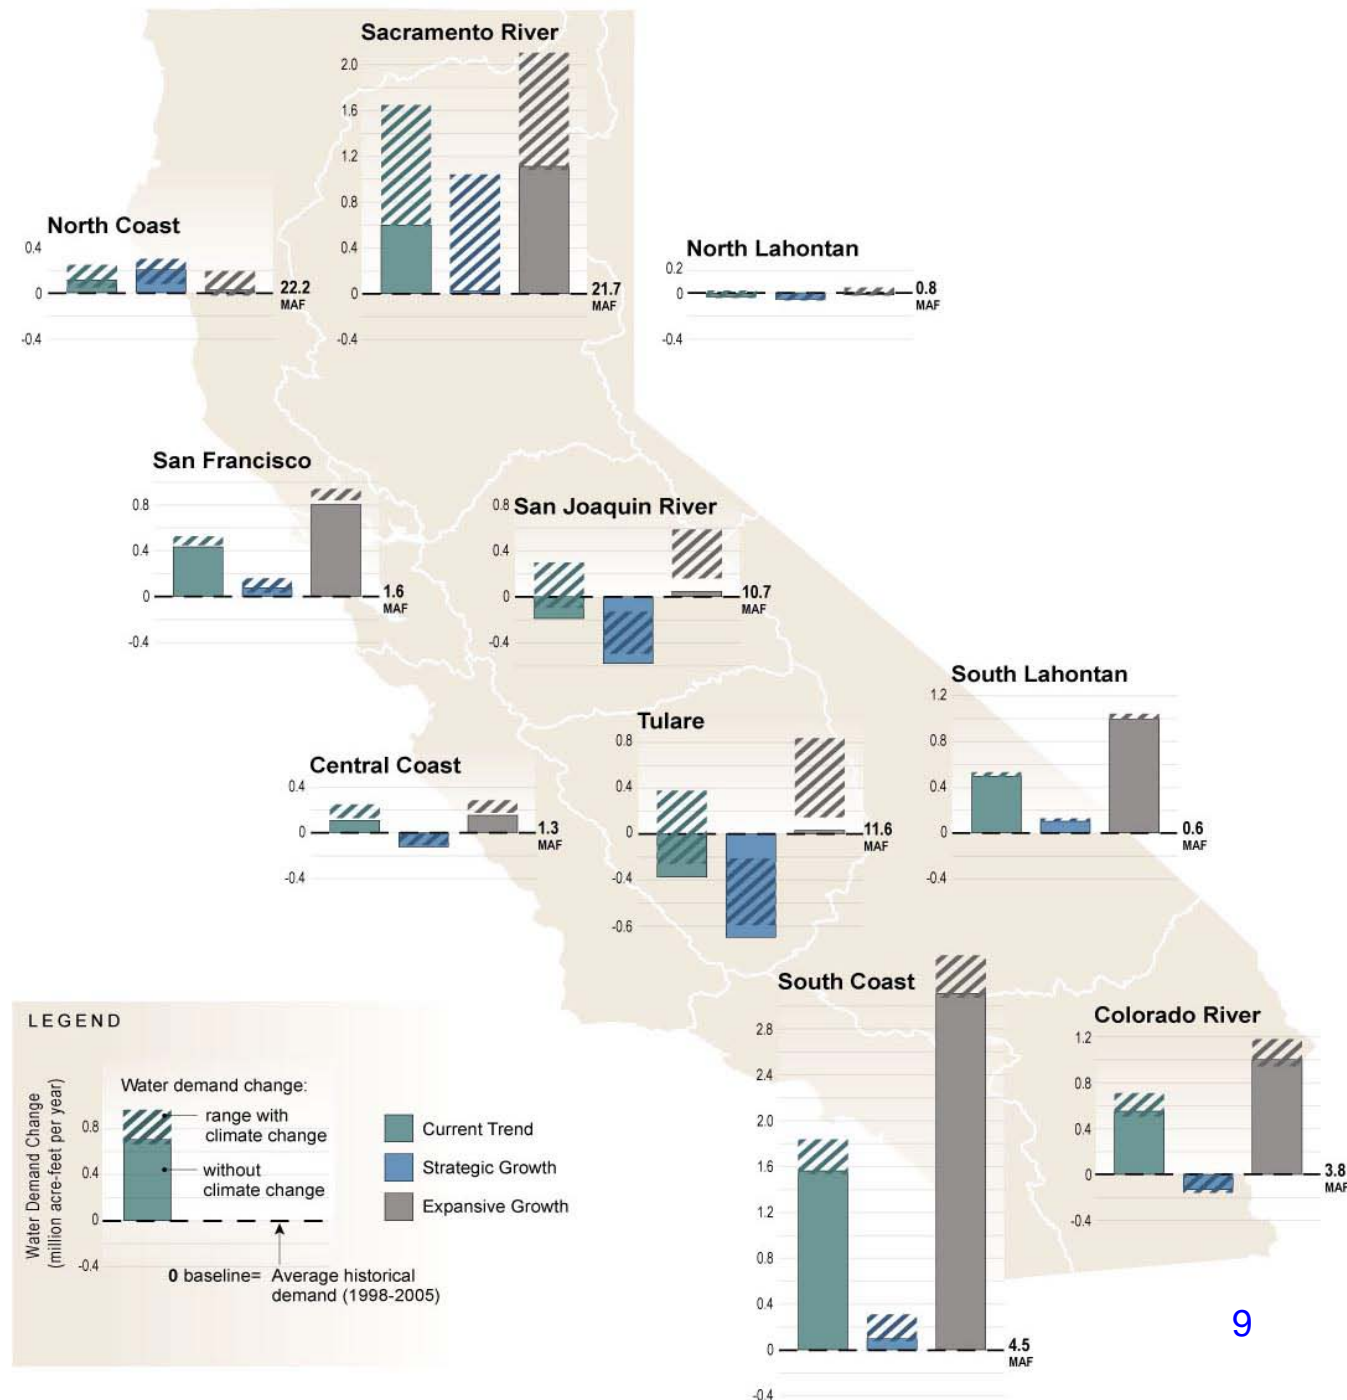 Sacramento River
2.0
1.6
1.2
0.8
0.4
0
-0.4
21.7
MAF
North Coast
0.4
0
-0.4
22.2
MAF
North Lahontan
0.2
0
-0.4
0.8
MAF
San Francisco
0.8
0.4
0
-0.4
1.6
MAF
San Joaquin River
0.8
0.4
0
-0.4
10.7
MAF
South Lahontan
1.2
0.8
0.4
0
-0.4
0.6
MAF
Tulare
0.8
0.4
0
-0.4
-0.6
11.6
MAF
Central Coast
0.4
0
-0.4
1.3
MAF
South Coast
2.8
2.4
2.0
1.6
1.2
0.8
0.4
0
-0.4
4.5
MAF
Colorado River
1.2
0.8
0.4
0
-0.4
3.8
MAF
LEGEND
Water Demand Change
(million acre-feet per year)
Water demand change:
0.8
0.4
0
-0.4
range with
climate change
without
climate change
0 baseline= Average historical
demand (1998-2005)
Current Trend
Strategic Growth
Expansive Growth
9